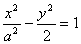 x²/a² − y²/2 = 1